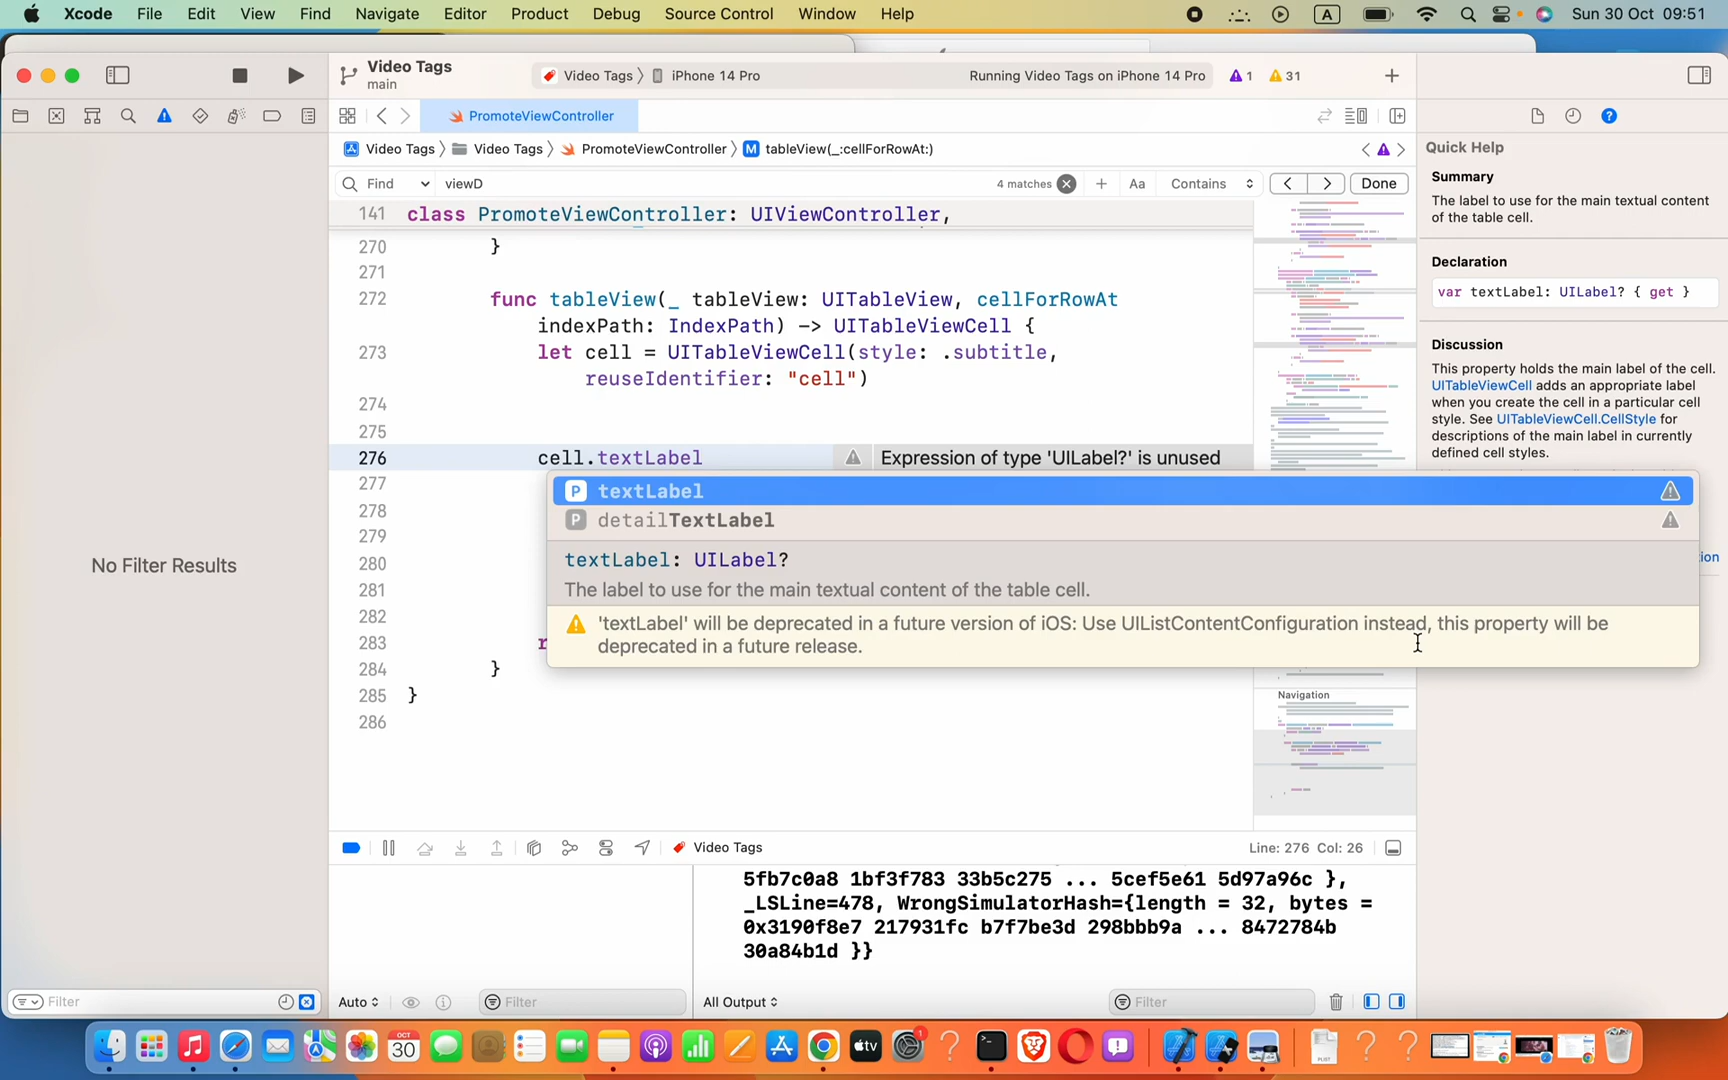 Xcode File Edit View Find Navigate Editor Product Debug Source Control Window Help A Sun 30 Oct 09:51
Video Tags
main
Video Tags iPhone 14 Pro Running Video Tags on iPhone 14 Pro 1 31
PromoteViewController
Video Tags Video Tags PromoteViewController M tableView(_:cellForRowAt:)
Find viewD 4 matches Aa Contains Done
141 class PromoteViewController: UIViewController,
270 }
271
272 func tableView(_ tableView: UITableView, cellForRowAt
indexPath: IndexPath) -> UITableViewCell {
273 let cell = UITableViewCell(style: .subtitle,
reuseIdentifier: "cell")
274
275
276 cell.textLabel Expression of type 'UILabel?' is unused
277
278
279
280
281
282
283
284 }
285 }
286
P textLabel
P detailTextLabel
textLabel: UILabel?
The label to use for the main textual content of the table cell.
'textLabel' will be deprecated in a future version of iOS: Use UIListContentConfiguration instead, this property will be
deprecated in a future release.
No Filter Results
Filter
Navigation
Quick Help
Summary
The label to use for the main textual content
of the table cell.
Declaration
var textLabel: UILabel? { get }
Discussion
This property holds the main label of the cell.
UITableViewCell adds an appropriate label
when you create the cell in a particular cell
style. See UITableViewCell.CellStyle for
descriptions of the main label in currently
defined cell styles.
Video Tags Line: 276 Col: 26
5fb7c0a8 1bf3f783 33b5c275 ... 5cef5e61 5d97a96c },
_LSLine=478, WrongSimulatorHash={length = 32, bytes =
0x3190f8e7 217931fc b7f7be3d 298bbb9a ... 8472784b
30a84b1d }}
Auto Filter All Output Filter
OCT
30
tv
1